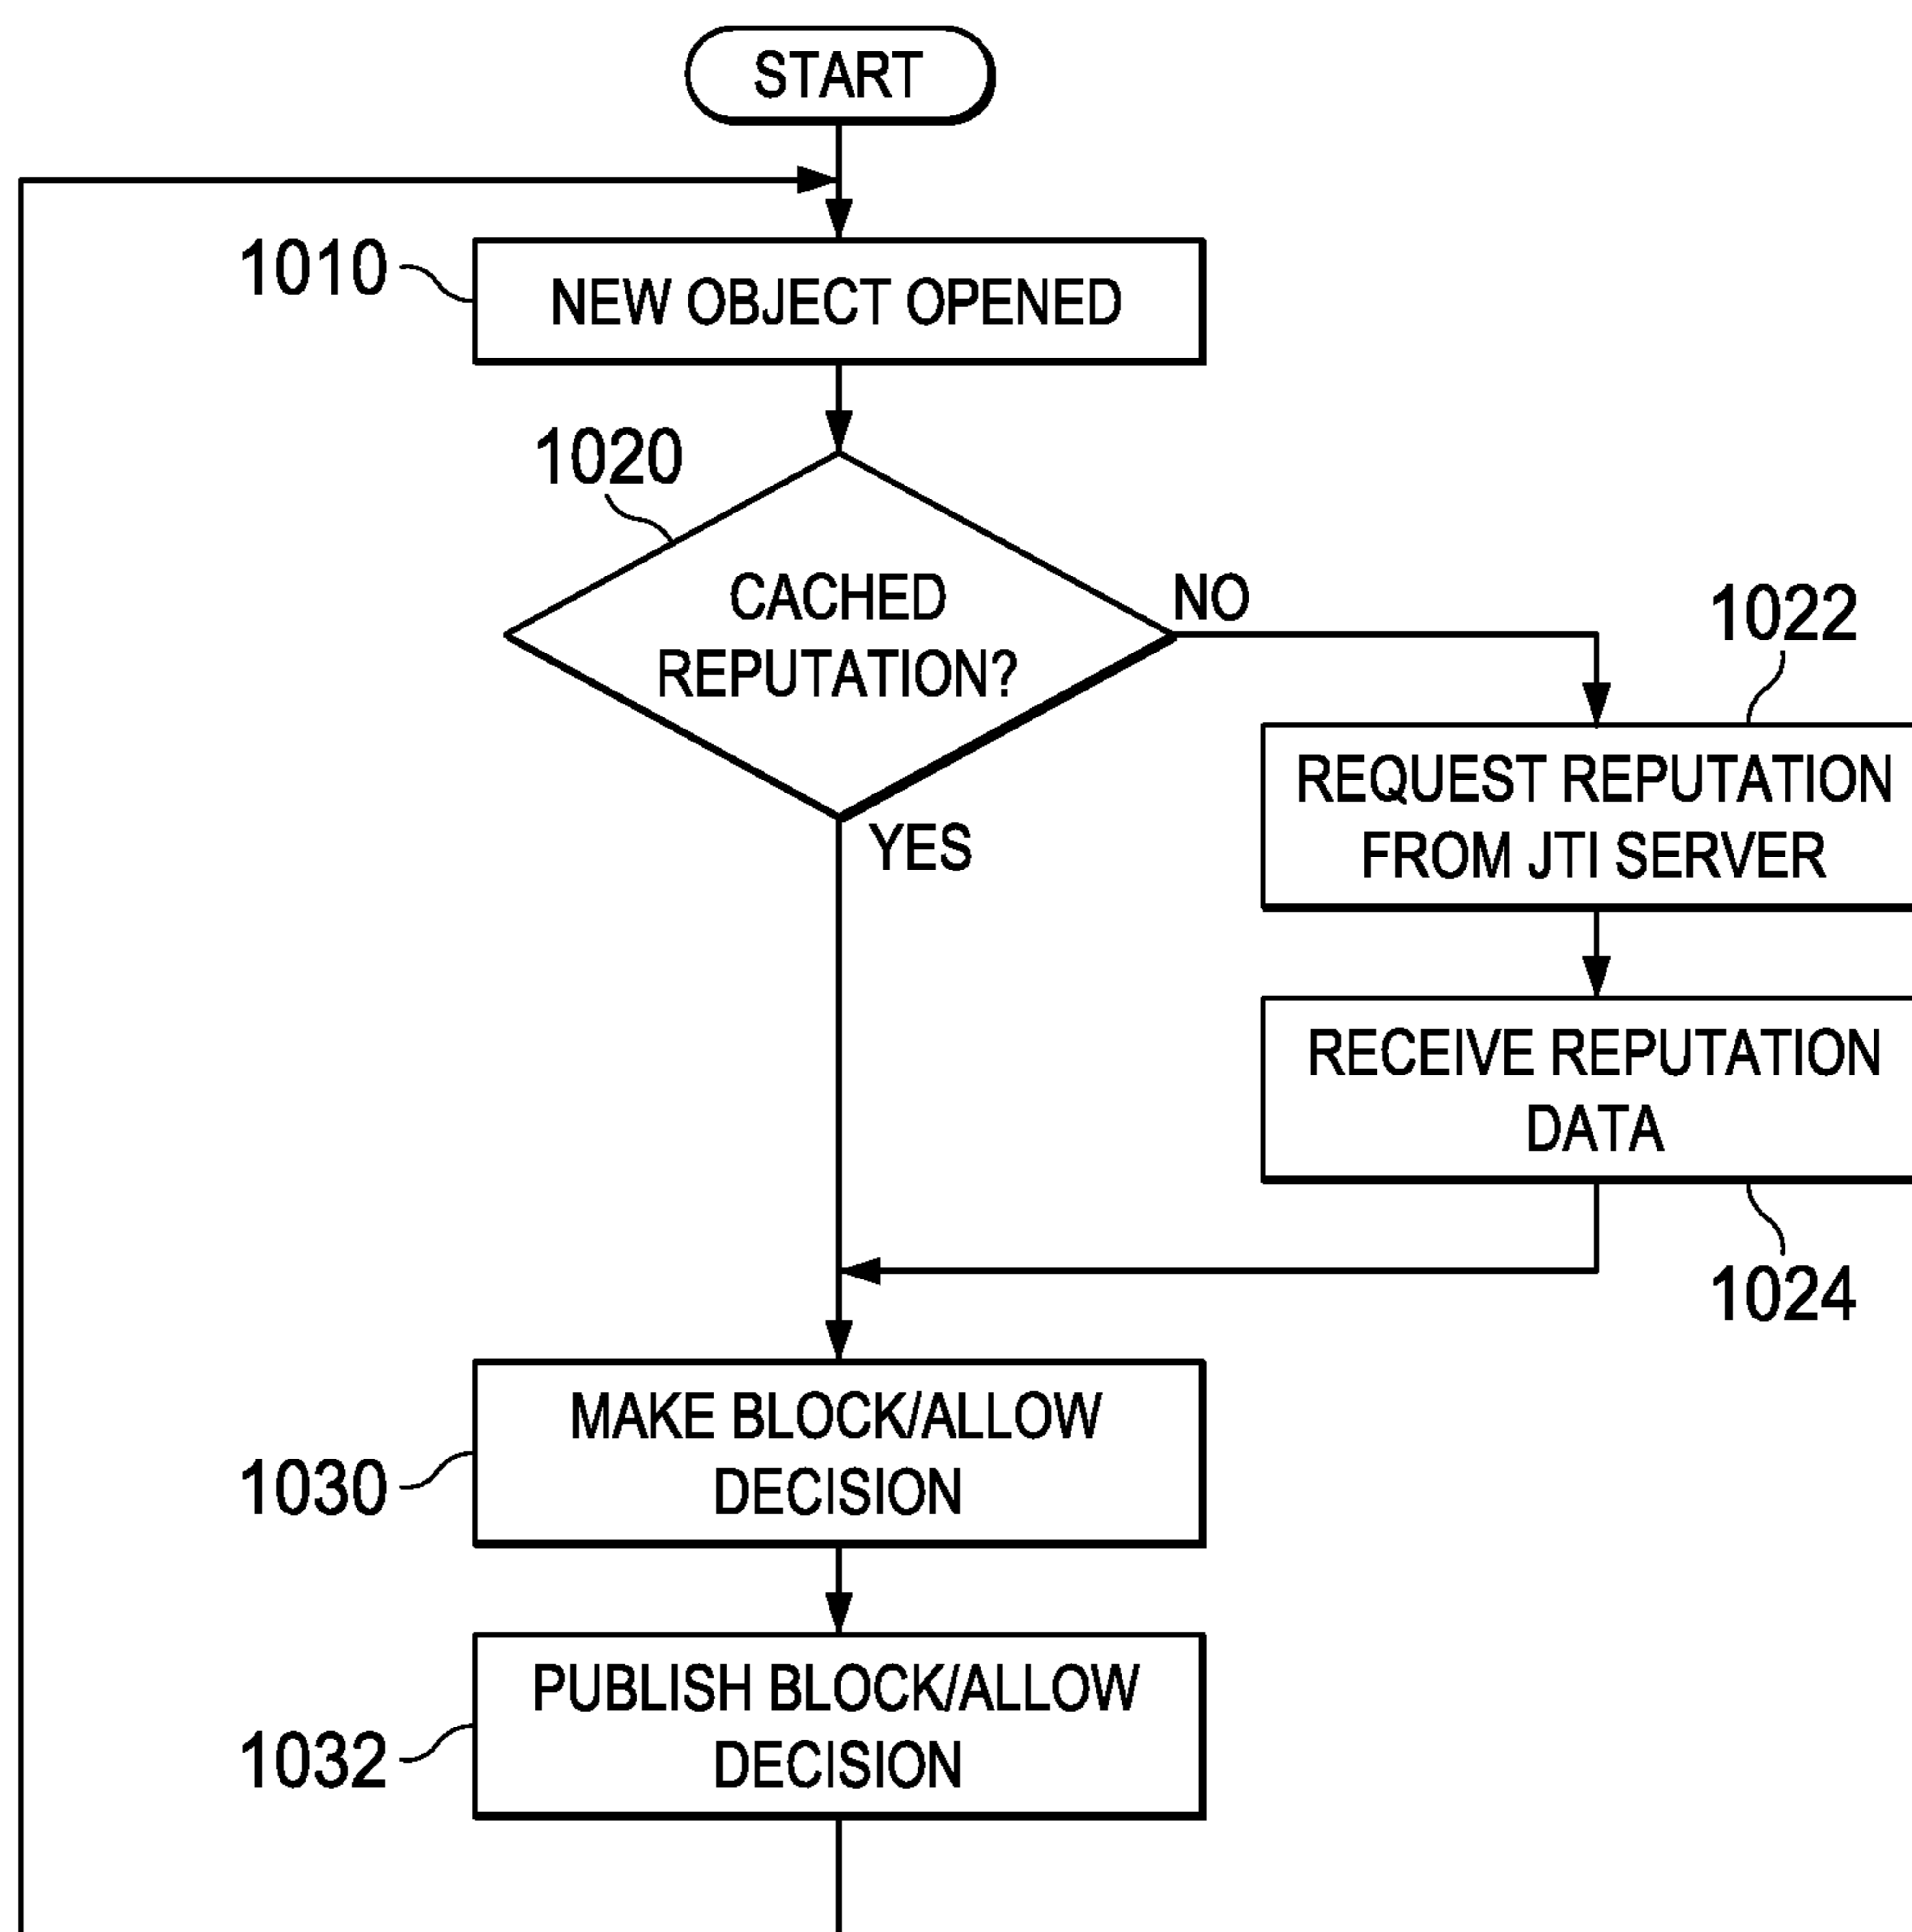 START
1010
NEW OBJECT OPENED
1020
CACHED
REPUTATION?
NO
YES
1022
REQUEST REPUTATION
FROM JTI SERVER
RECEIVE REPUTATION
DATA
1024
MAKE BLOCK/ALLOW
DECISION
1030
PUBLISH BLOCK/ALLOW
DECISION
1032